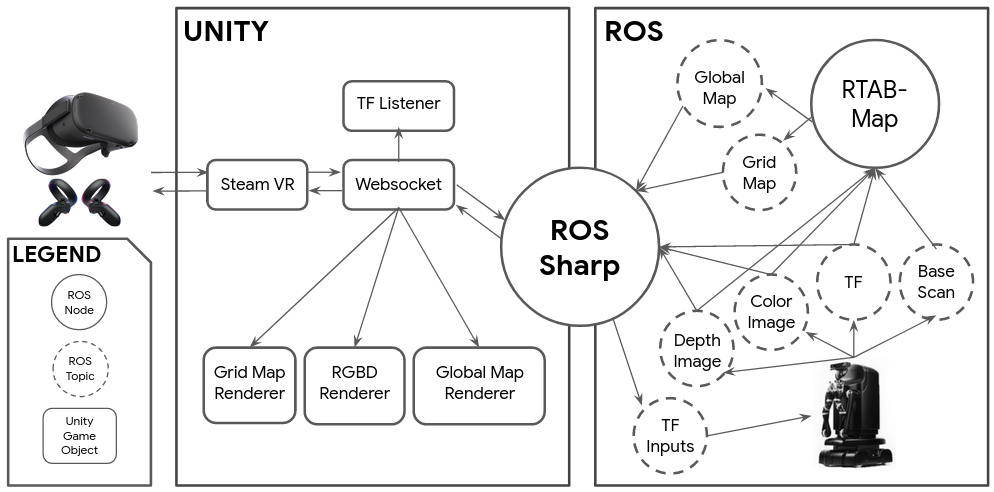 UNITY
ROS
TF Listener
Steam VR
Websocket
Grid Map
Renderer
RGBD
Renderer
Global Map
Renderer
ROS
Sharp
Global
Map
RTAB-
Map
Grid
Map
TF
Base
Scan
Color
Image
Depth
Image
TF
Inputs
LEGEND
ROS
Node
ROS
Topic
Unity
Game
Object